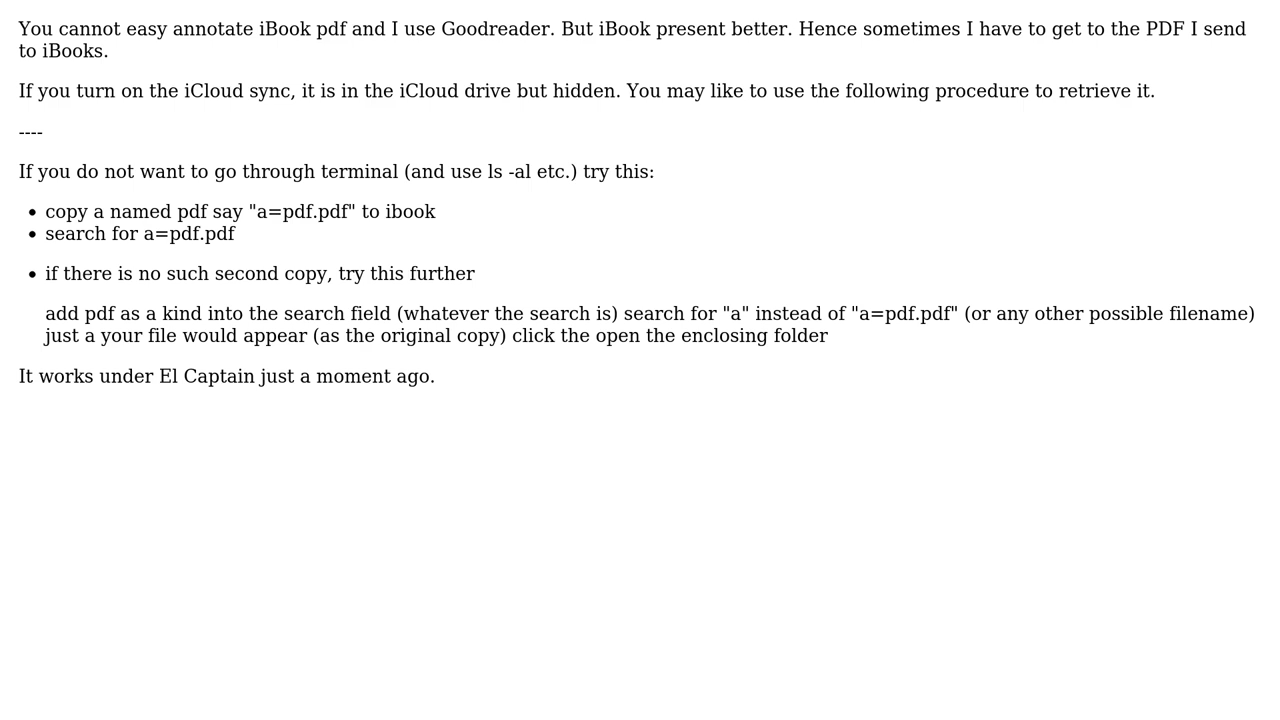 You cannot easy annotate iBook pdf and I use Goodreader. But iBook present better. Hence sometimes I have to get to the PDF I send
to iBooks.
If you turn on the iCloud sync, it is in the iCloud drive but hidden. You may like to use the following procedure to retrieve it.
----
If you do not want to go through terminal (and use ls -al etc.) try this:
• copy a named pdf say "a=pdf.pdf" to ibook
• search for a=pdf.pdf
• if there is no such second copy, try this further
add pdf as a kind into the search field (whatever the search is) search for "a" instead of "a=pdf.pdf" (or any other possible filename)
just a your file would appear (as the original copy) click the open the enclosing folder
It works under El Captain just a moment ago.